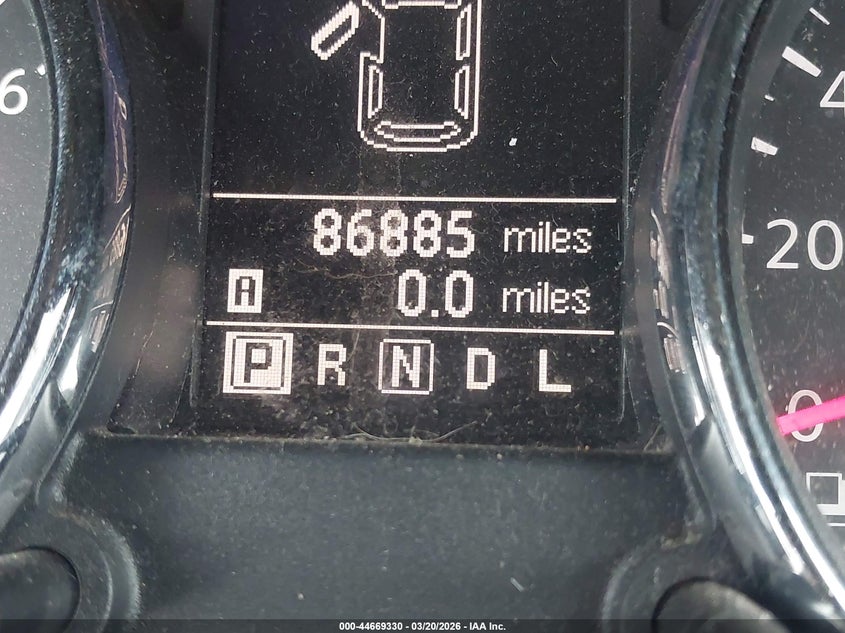 6
4
86885 miles
20
A 0.0 miles
P R N D L
0
000-44669330 - 03/20/2026 - IAA Inc.